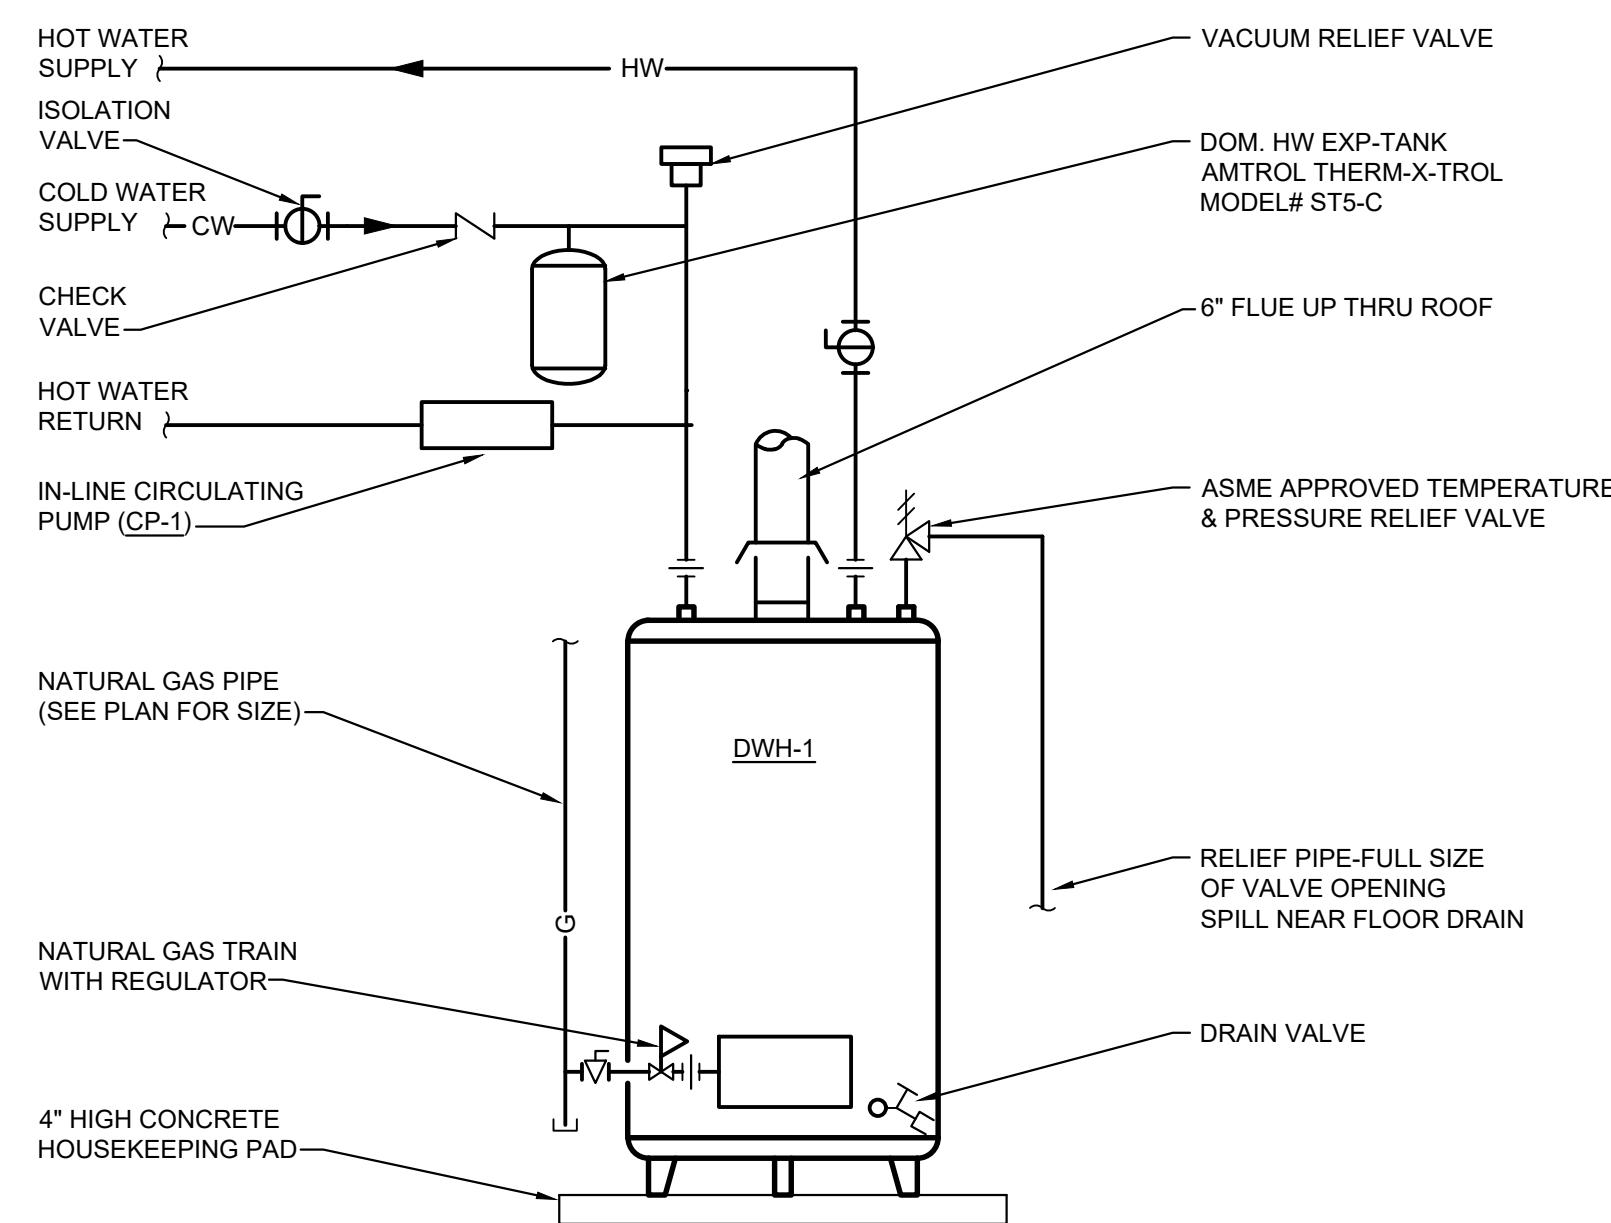 HOT WATER
SUPPLY
HW
ISOLATION
VALVE
COLD WATER
SUPPLY
CW
CHECK
VALVE
HOT WATER
RETURN
IN-LINE CIRCULATING
PUMP (CP-1)
NATURAL GAS PIPE
(SEE PLAN FOR SIZE)
G
NATURAL GAS TRAIN
WITH REGULATOR
4" HIGH CONCRETE
HOUSEKEEPING PAD
DWH-1
VACUUM RELIEF VALVE
DOM. HW EXP-TANK
AMTROL THERM-X-TROL
MODEL# ST5-C
6" FLUE UP THRU ROOF
ASME APPROVED TEMPERATURE
& PRESSURE RELIEF VALVE
RELIEF PIPE-FULL SIZE
OF VALVE OPENING
SPILL NEAR FLOOR DRAIN
DRAIN VALVE